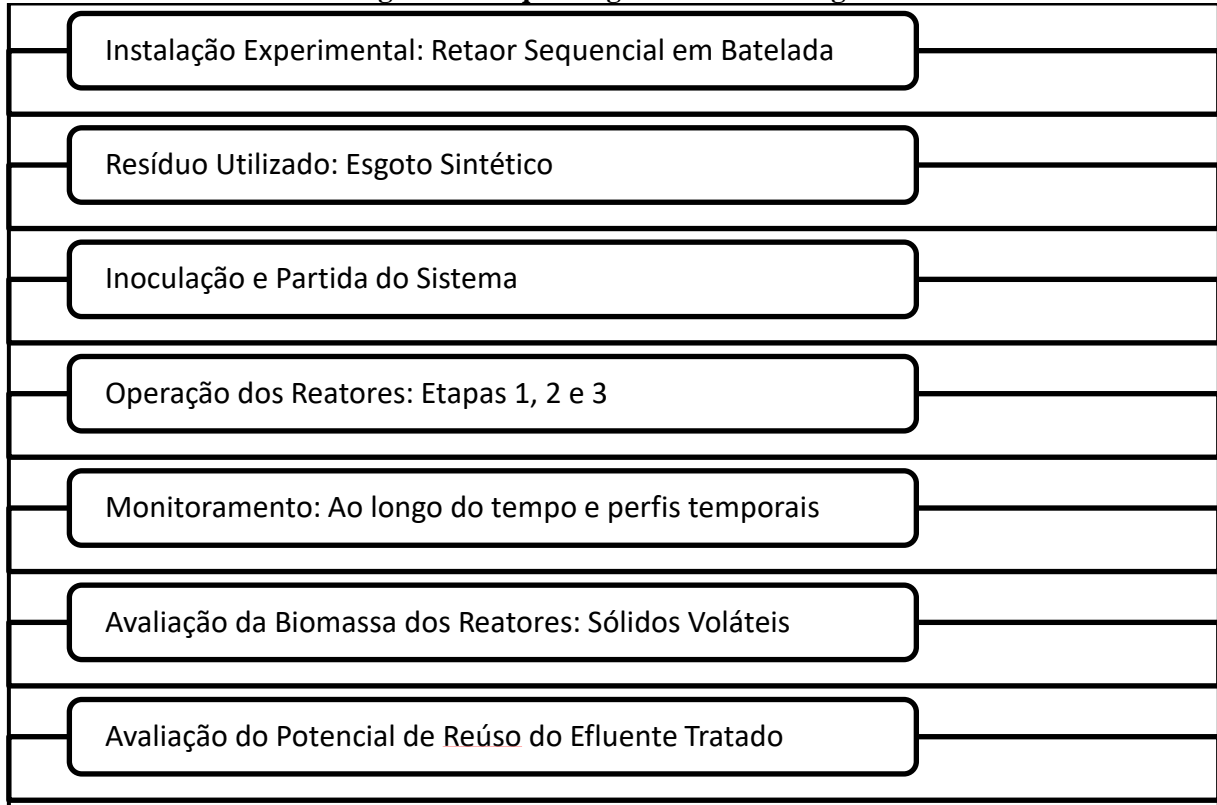 Instalação Experimental: Retaor Sequencial em Batelada
Resíduo Utilizado: Esgoto Sintético
Inoculação e Partida do Sistema
Operação dos Reatores: Etapas 1, 2 e 3
Monitoramento: Ao longo do tempo e perfis temporais
Avaliação da Biomassa dos Reatores: Sólidos Voláteis
Avaliação do Potencial de Reúso do Efluente Tratado